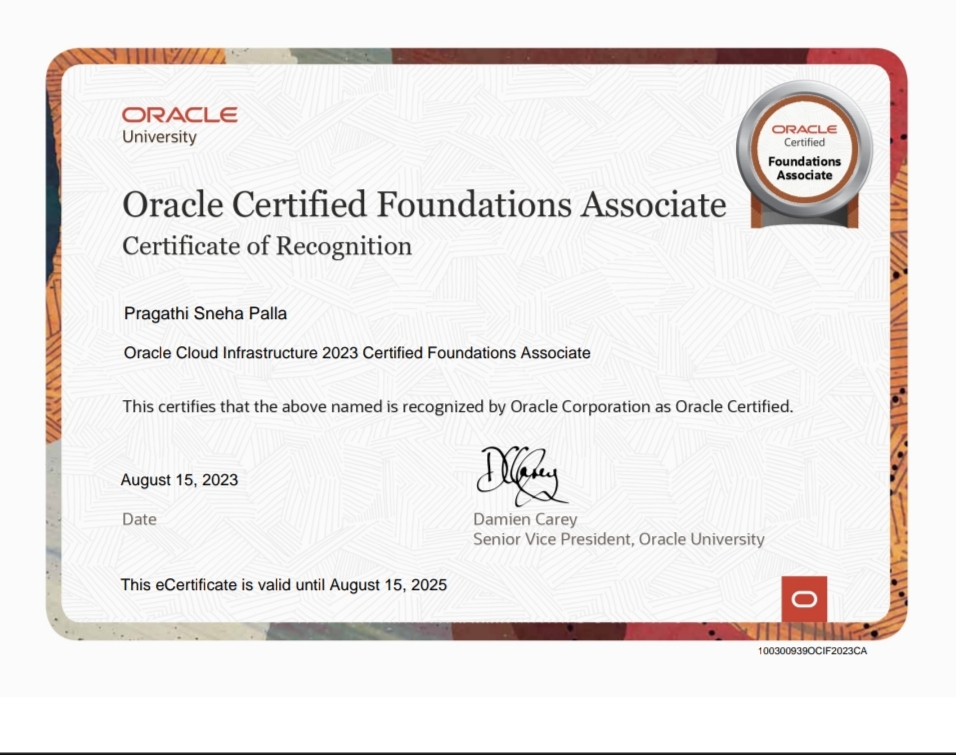 ORACLE
University
ORACLE
Certified
Foundations
Associate
Oracle Certified Foundations Associate
Certificate of Recognition
Pragathi Sneha Palla
Oracle Cloud Infrastructure 2023 Certified Foundations Associate
This certifies that the above named is recognized by Oracle Corporation as Oracle Certified.
August 15, 2023
Date
DCarey
Damien Carey
Senior Vice President, Oracle University
This eCertificate is valid until August 15, 2025
100300939OCIF2023CA